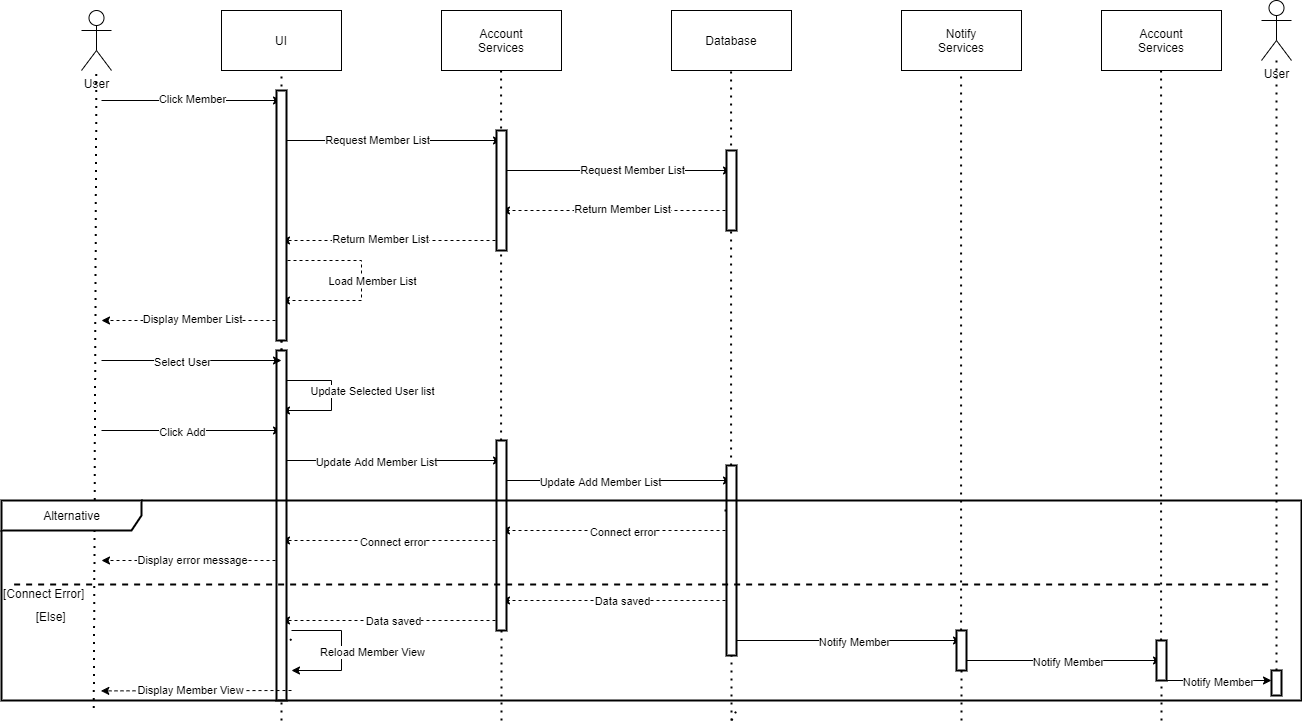 User
UI
Account
Services
Database
Notify
Services
Account
Services
User
Click Member
Request Member List
Request Member List
Return Member List
Return Member List
Load Member List
Display Member List
Select User
Update Selected User list
Click Add
Update Add Member List
Update Add Member List
Alternative
Connect error
Connect error
Display error message
[Connect Error]
[Else]
Data saved
Data saved
Notify Member
Reload Member View
Notify Member
Notify Member
Display Member View